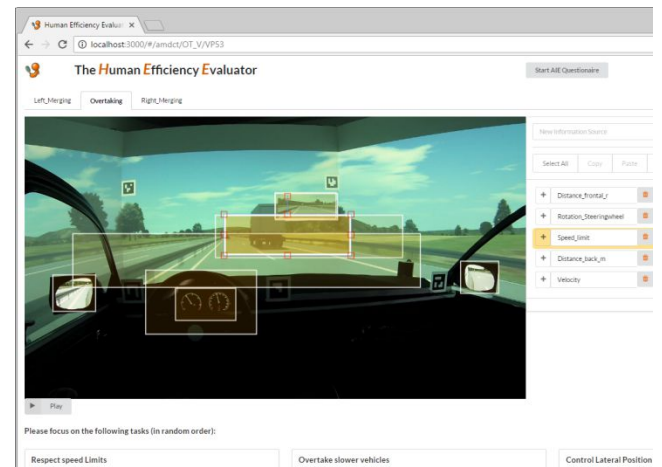 Human Efficiency Evaluat
localhost:3000/#/amdct/OT_V/VP53
The Human Efficiency Evaluator
Start AIE Questionaire
Left_Merging Overtaking Right_Merging
New Information Source
Select All Copy Paste
Distance_frontal_r
Rotation_Steeringwheel
Speed_limit
Distance_back_m
Velocity
Play
Please focus on the following tasks (in random order):
Respect speed Limits Overtake slower vehicles Control Lateral Position